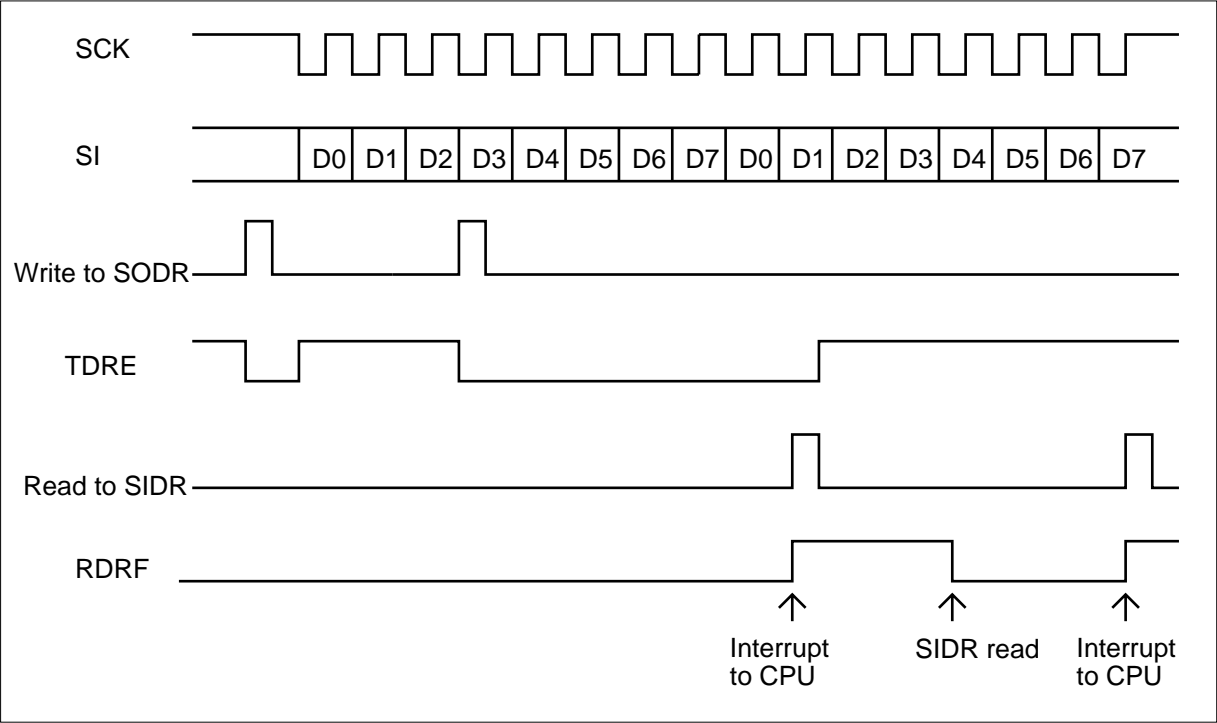 SCK
SI
D0 D1 D2 D3 D4 D5 D6 D7 D0 D1 D2 D3 D4 D5 D6 D7
Write to SODR
TDRE
Read to SIDR
RDRF
Interrupt
to CPU
SIDR read
Interrupt
to CPU